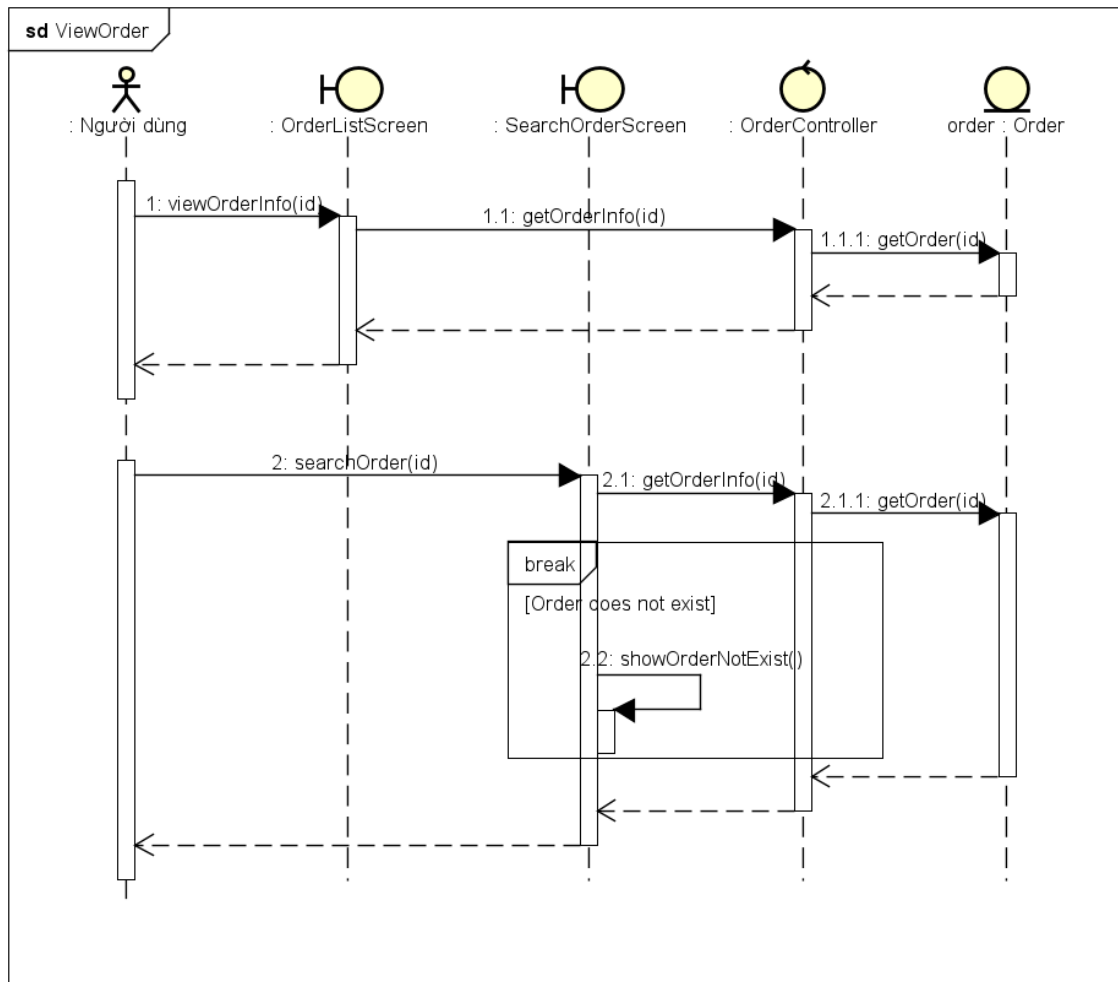 sd ViewOrder
: Người dùng
: OrderListScreen
: SearchOrderScreen
: OrderController
order : Order
1: viewOrderInfo(id)
1.1: getOrderInfo(id)
1.1.1: getOrder(id)
2: searchOrder(id)
2.1: getOrderInfo(id)
2.1.1: getOrder(id)
break
[Order does not exist]
2.2: showOrderNotExist()